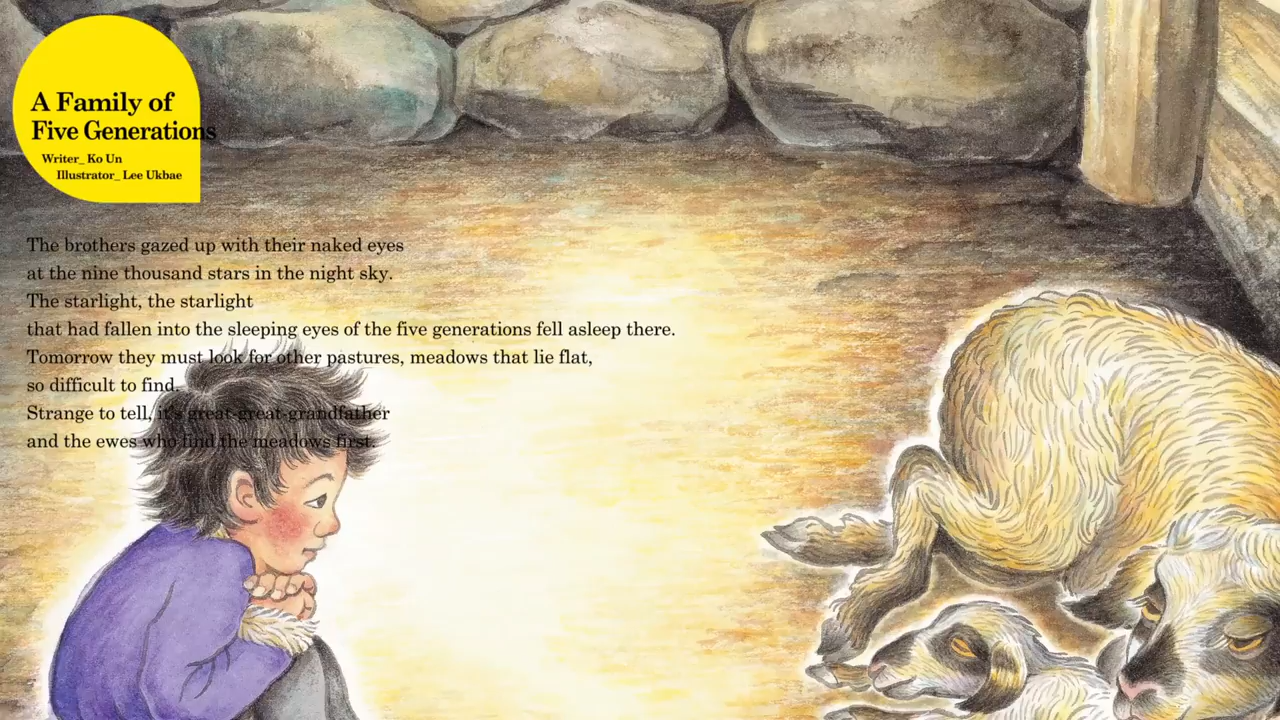 A Family of
Five Generations
Writer_ Ko Un
Illustrator_ Lee Ukbae
The brothers gazed up with their naked eyes
at the nine thousand stars in the night sky.
The starlight, the starlight
that had fallen into the sleeping eyes of the five generations fell asleep there.
Tomorrow they must look for other pastures, meadows that lie flat,
so difficult to find.
Strange to tell, it's great-great-grandfather
and the ewes who find the meadows first.